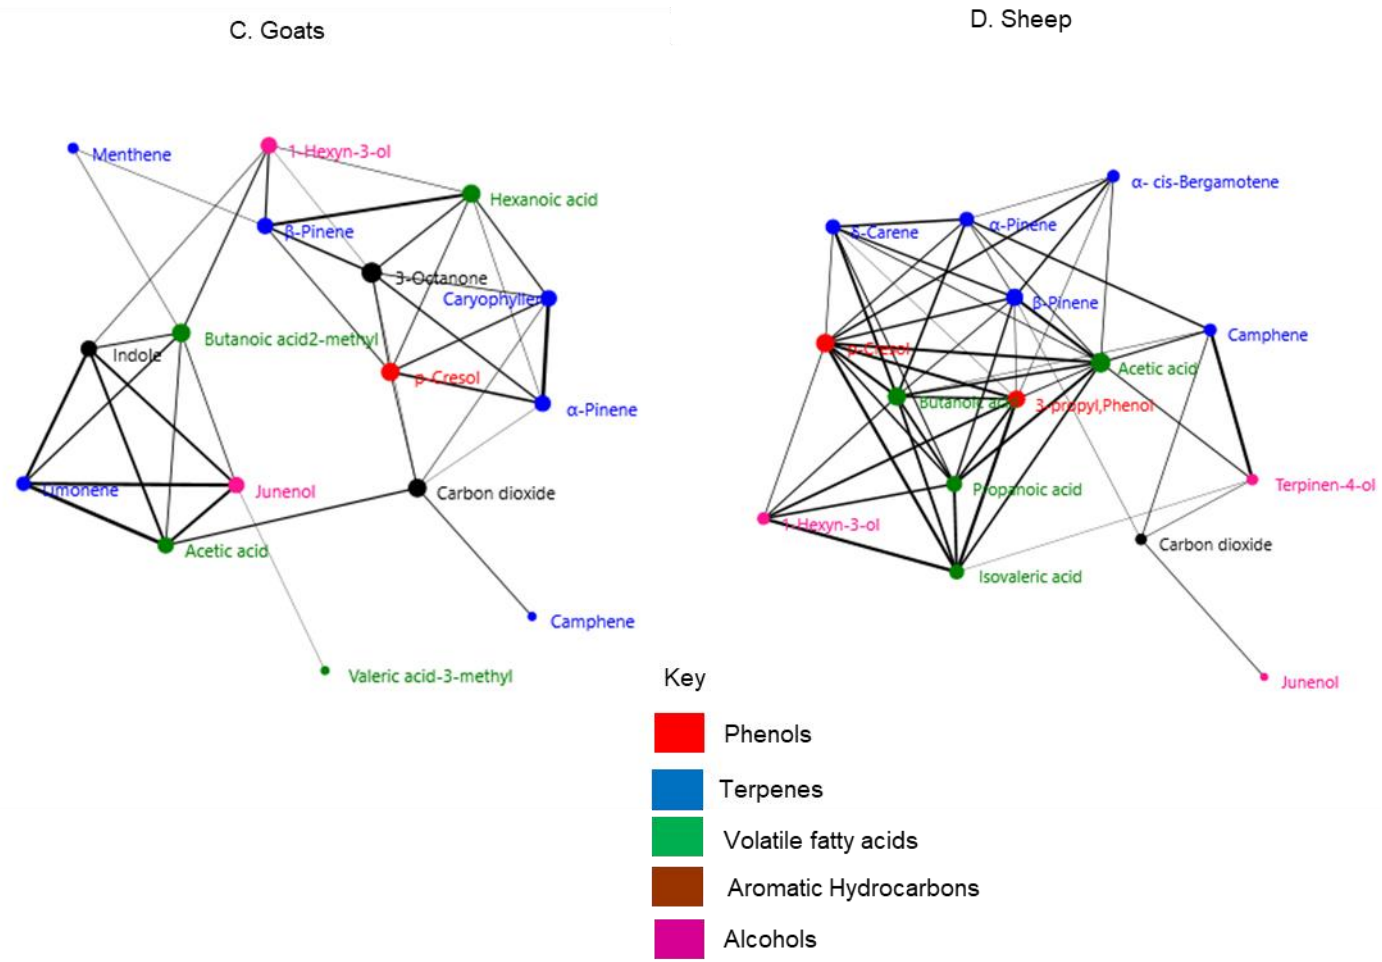 C. Goats
D. Sheep
Menthene
1-Hexyn-3-ol
Hexanoic acid
β-Pinene
3-Octanone
Caryophyllen
Butanoic acid2-methyl
Indole
p-Cresol
α-Pinene
Limonene
Junenol
Carbon dioxide
Acetic acid
Camphene
Valeric acid-3-methyl
α- cis-Bergamotene
δ-Carene
α-Pinene
β-Pinene
Camphene
p-Cresol
Acetic acid
Butanoic acid
3-propyl,Phenol
Propanoic acid
Terpinen-4-ol
1-Hexyn-3-ol
Carbon dioxide
Isovaleric acid
Junenol
Key
Phenols
Terpenes
Volatile fatty acids
Aromatic Hydrocarbons
Alcohols